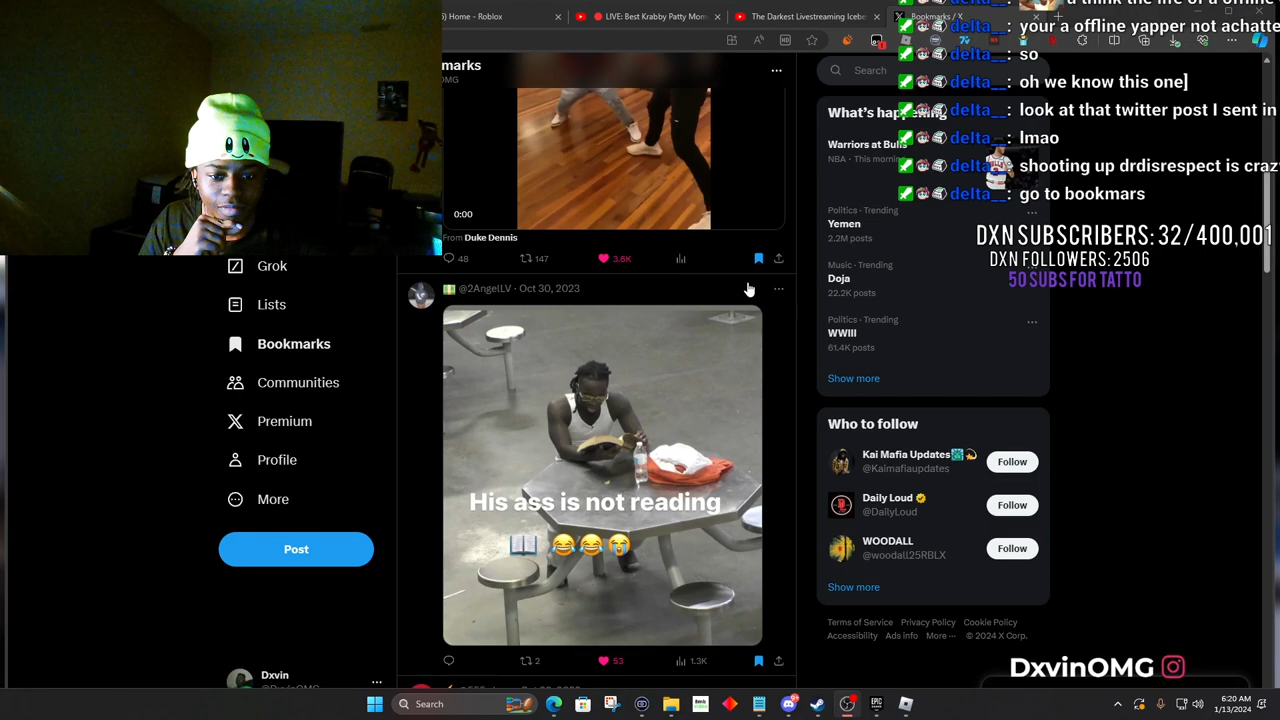 Home - Roblox
LIVE: Best Krabby Patty Mom
The Darkest Livestreaming Icebe
Bookmarks / X
your a offline yapper not achatte
delta__: so
delta__: oh we know this one]
delta__: look at that twitter post I sent in
delta__: lmao
delta__: shooting up drdisrespect is craz
delta__: go to bookmars
DXN SUBSCRIBERS: 32/400,001
DXN FOLLOWERS: 2506
50 SUBS FOR TATTO
marks
OMG
0:00
From Duke Dennis
48
147
3.6K
@2AngelLV · Oct 30, 2023
His ass is not reading
2
53
1.3K
Grok
Lists
Bookmarks
Communities
Premium
Profile
More
Post
Dxvin
Search
What's happening
Warriors at Bulls
NBA · This morning
Politics · Trending
Yemen
2.2M posts
Music · Trending
Doja
22.2K posts
Politics · Trending
WWIII
61.4K posts
Show more
Who to follow
Kai Mafia Updates
@Kaimafiaupdates
Follow
Daily Loud
@DailyLoud
Follow
WOODALL
@woodall25RBLX
Follow
Show more
Terms of Service Privacy Policy Cookie Policy
Accessibility Ads info More ··· © 2024 X Corp.
DxvinOMG
Search
6:20 AM
1/13/2024